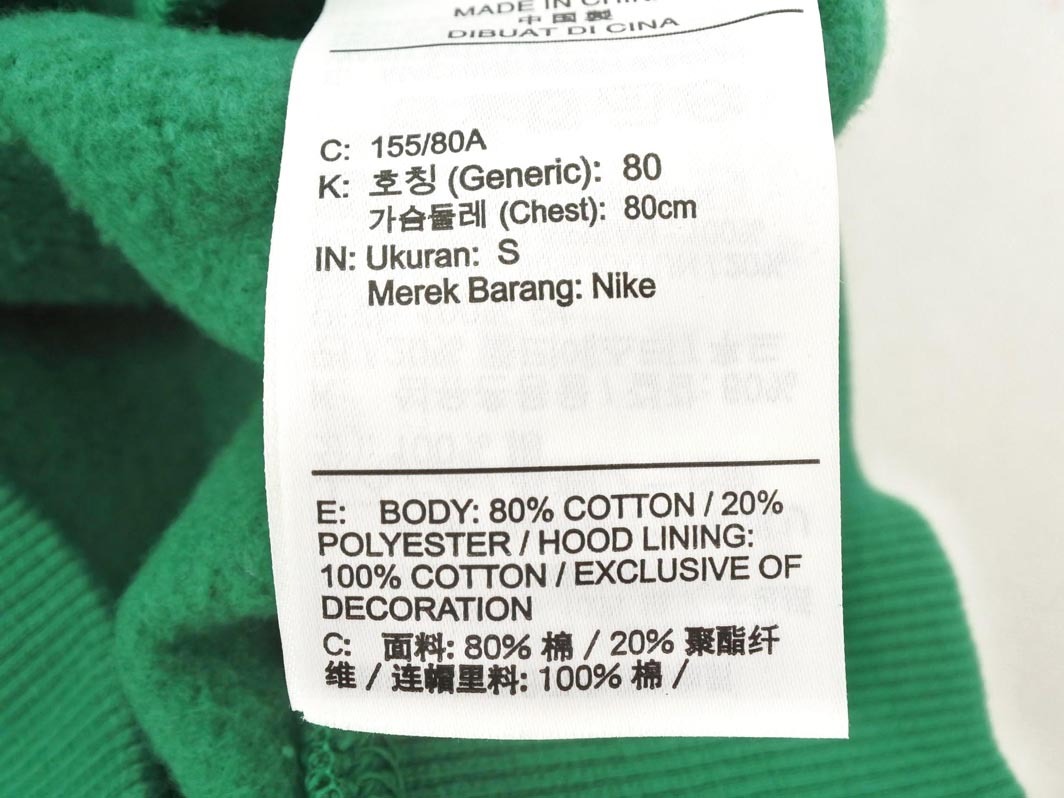 MADE IN CHINA
中国製
DIBUAT DI CINA
C: 155/80A
K: 호칭 (Generic): 80
가슴둘레 (Chest): 80cm
IN: Ukuran: S
Merek Barang: Nike
E: BODY: 80% COTTON / 20%
POLYESTER / HOOD LINING:
100% COTTON / EXCLUSIVE OF
DECORATION
C: 面料: 80% 棉 / 20% 聚酯纤
维 / 连帽里料: 100% 棉 /